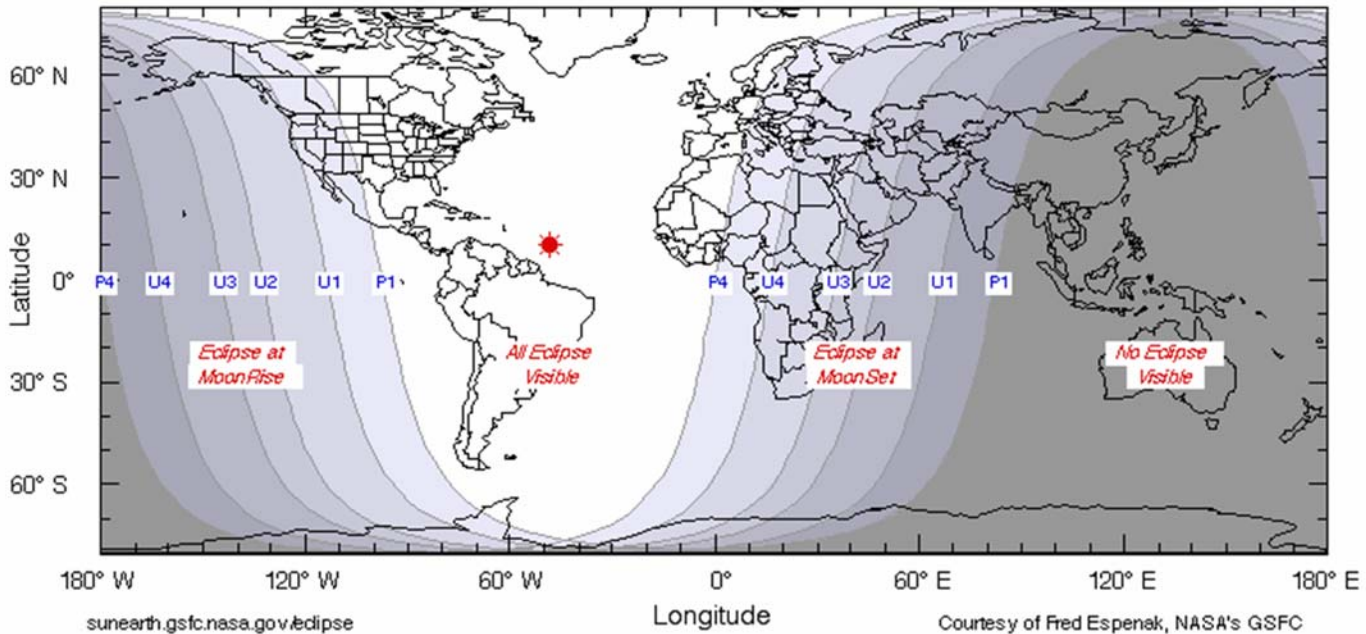 60° N
30° N
0°
30° S
60° S
Latitude
P4 U4 U3 U2 U1 P1 P4 U4 U3 U2 U1 P1
Eclipse at
MoonRise
All Eclipse
Visible
Eclipse at
MoonSet
No Eclipse
Visible
180° W 120° W 60° W 0° 60° E 120° E 180° E
Longitude
sunearth.gsfc.nasa.gov/eclipse
Courtesy of Fred Espenak, NASA's GSFC